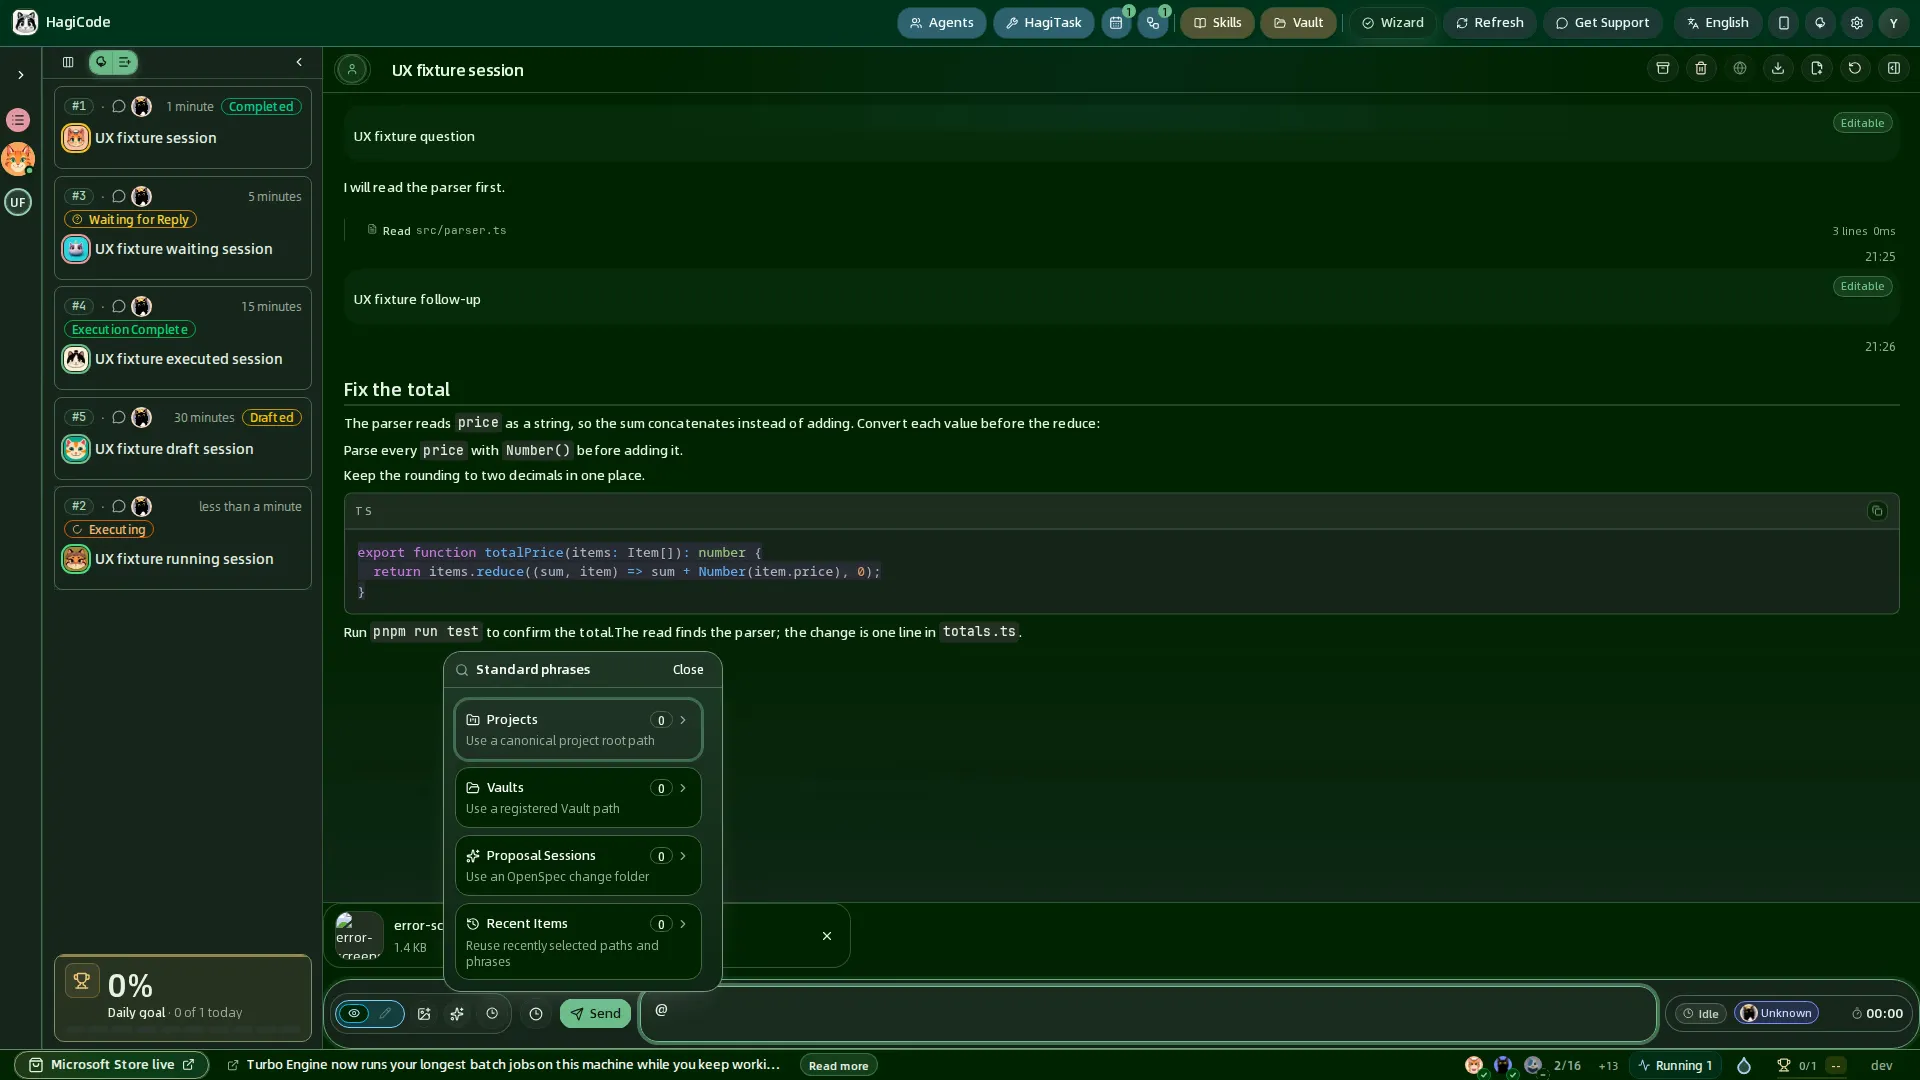 HagiCode
Agents
HagiTask
1
1
Skills
Vault
Wizard
Refresh
Get Support
English
Y
#1 · 1 minute Completed
UX fixture session
#3 · 5 minutes
Waiting for Reply
UX fixture waiting session
#4 · 15 minutes
Execution Complete
UX fixture executed session
#5 · 30 minutes Drafted
UX fixture draft session
#2 · less than a minute
Executing
UX fixture running session
UF
0%
Daily goal · 0 of 1 today
UX fixture session
UX fixture question
Editable
I will read the parser first.
Read src/parser.ts
3 lines 0ms
21:25
UX fixture follow-up
Editable
21:26
Fix the total
The parser reads price as a string, so the sum concatenates instead of adding. Convert each value before the reduce:
Parse every price with Number() before adding it.
Keep the rounding to two decimals in one place.
TS
export function totalPrice(items: Item[]): number {
return items.reduce((sum, item) => sum + Number(item.price), 0);
}
Run pnpm run test to confirm the total.The read finds the parser; the change is one line in totals.ts.
Standard phrases
Close
Projects 0
Use a canonical project root path
Vaults 0
Use a registered Vault path
Proposal Sessions 0
Use an OpenSpec change folder
Recent Items 0
Reuse recently selected paths and
phrases
error-
screen
error-sc
1.4 KB
Send
@
Idle
Unknown
00:00
Microsoft Store live
Turbo Engine now runs your longest batch jobs on this machine while you keep worki...
Read more
2/16
+13
Running 1
0/1
--
dev